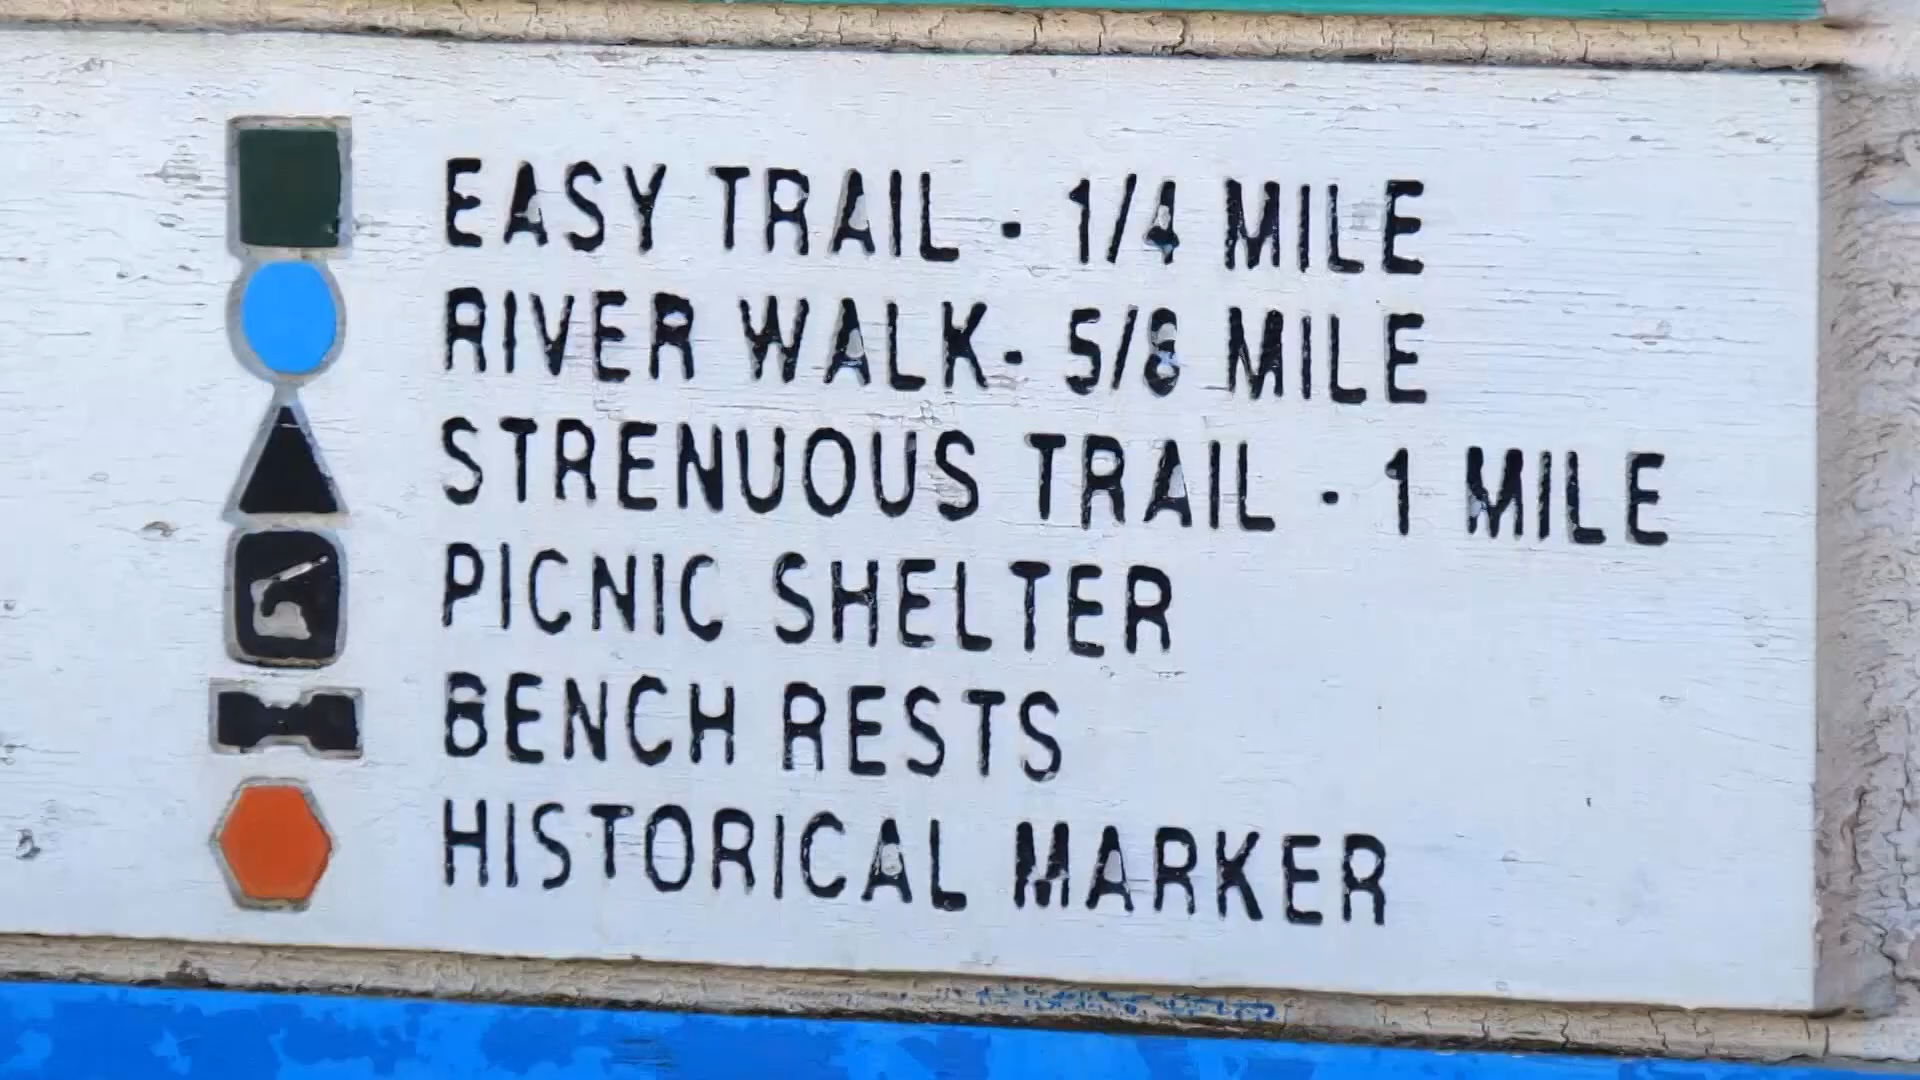 EASY TRAIL - 1/4 MILE
RIVER WALK- 5/8 MILE
STRENUOUS TRAIL - 1 MILE
PICNIC SHELTER
BENCH RESTS
HISTORICAL MARKER